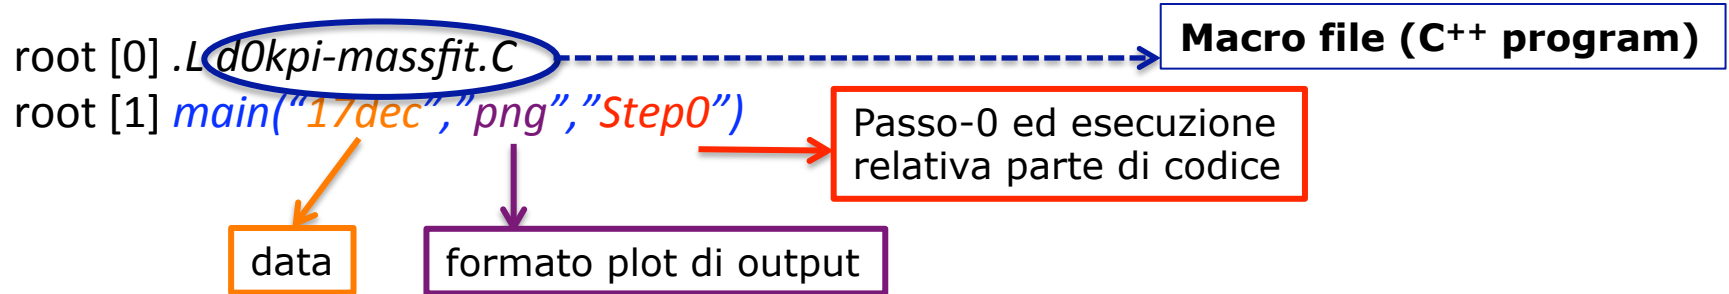 root [0] .L d0kpi-massfit.C
Macro file (C++ program)
root [1] main(“17dec”,”png”,”Step0”)
Passo-0 ed esecuzione
relativa parte di codice
data
formato plot di output